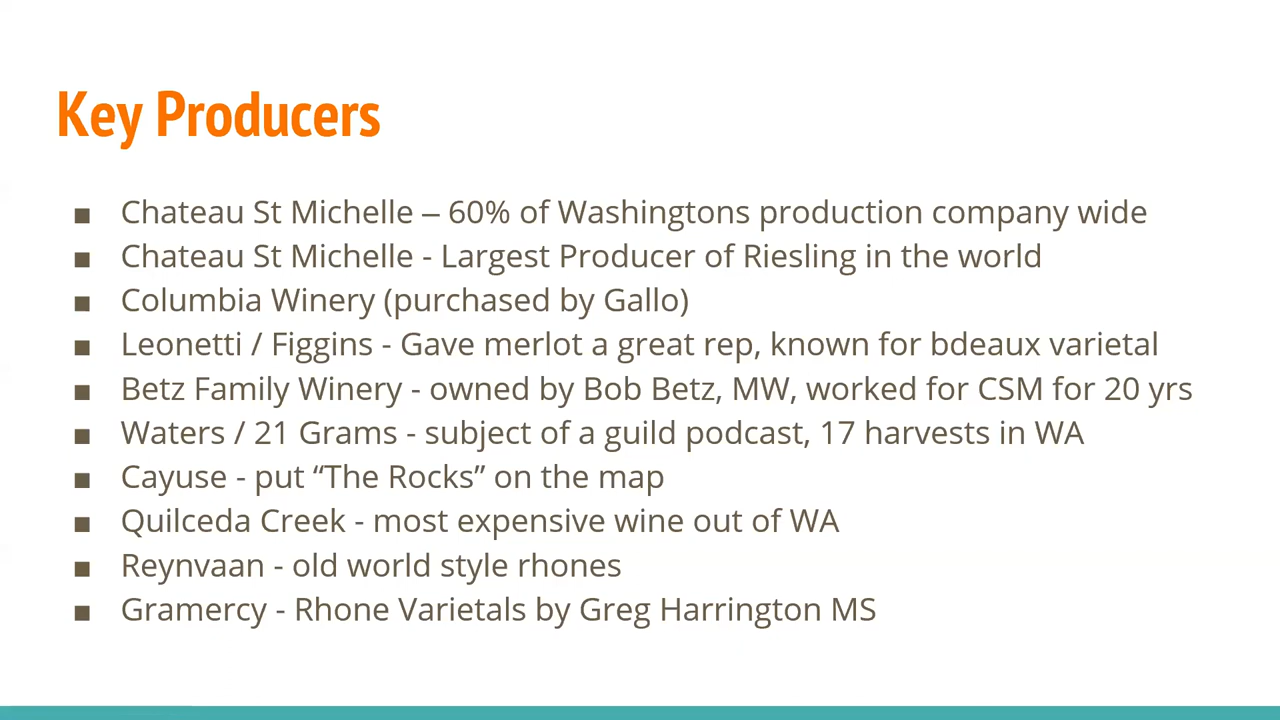 Key Producers
■ Chateau St Michelle – 60% of Washingtons production company wide
■ Chateau St Michelle - Largest Producer of Riesling in the world
■ Columbia Winery (purchased by Gallo)
■ Leonetti / Figgins - Gave merlot a great rep, known for bdeaux varietal
■ Betz Family Winery - owned by Bob Betz, MW, worked for CSM for 20 yrs
■ Waters / 21 Grams - subject of a guild podcast, 17 harvests in WA
■ Cayuse - put “The Rocks” on the map
■ Quilceda Creek - most expensive wine out of WA
■ Reynvaan - old world style rhones
■ Gramercy - Rhone Varietals by Greg Harrington MS